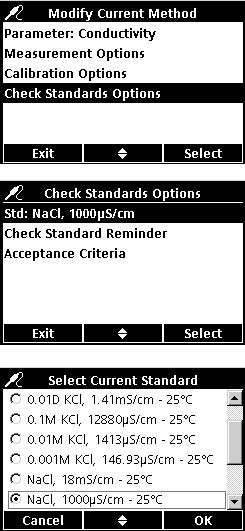 Modify Current Method
Parameter: Conductivity
Measurement Options
Calibration Options
Check Standards Options
Exit Select
Check Standards Options
Std: NaCl, 1000µS/cm
Check Standard Reminder
Acceptance Criteria
Exit Select
Select Current Standard
0.01D KCl, 1.41mS/cm - 25°C
0.1M KCl, 12880µS/cm - 25°C
0.01M KCl, 1413µS/cm - 25°C
0.001M KCl, 146.93µS/cm - 25°C
NaCl, 18mS/cm - 25°C
NaCl, 1000µS/cm - 25°C
Cancel OK